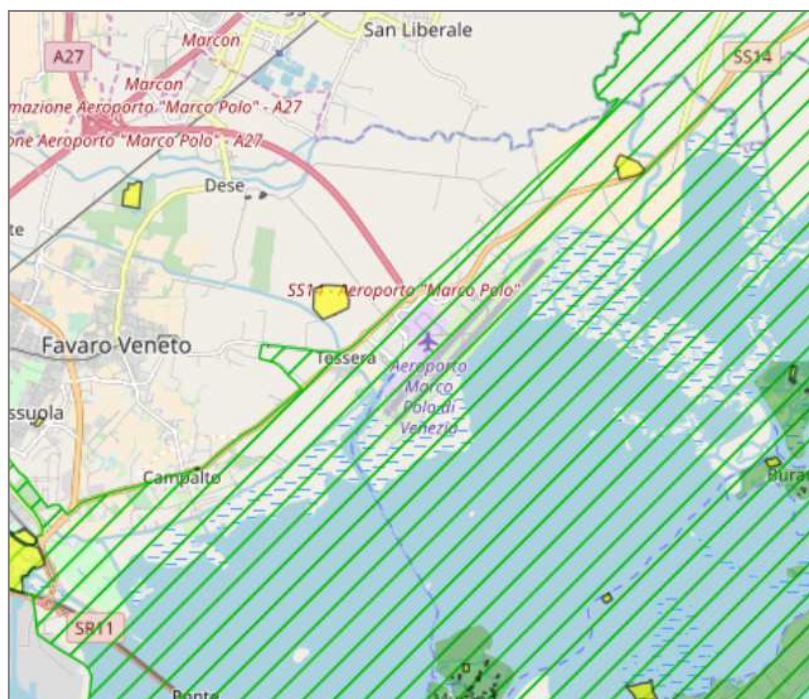 San Liberale
A27
Marcon
SS14
Marcon
mazione Aeroporto "Marco Polo" - A27
one Aeroporto "Marco Polo" - A27
Dese
te
SS14 - Aeroporto "Marco Polo"
Favaro Veneto
Tessera
Aeroporto
Marco
Polo di
Venezia
ssuola
Campalto
Bura
SR11
Ponte